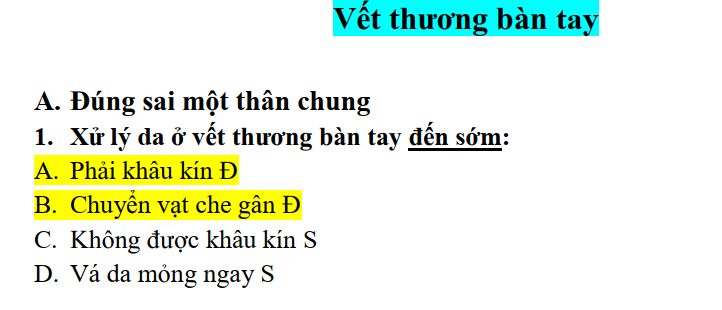 Vết thương bàn tay
A. Đúng sai một thân chung
1. Xử lý da ở vết thương bàn tay đến sớm:
A. Phải khâu kín Đ
B. Chuyển vạt che gân Đ
C. Không được khâu kín S
D. Vá da mỏng ngay S